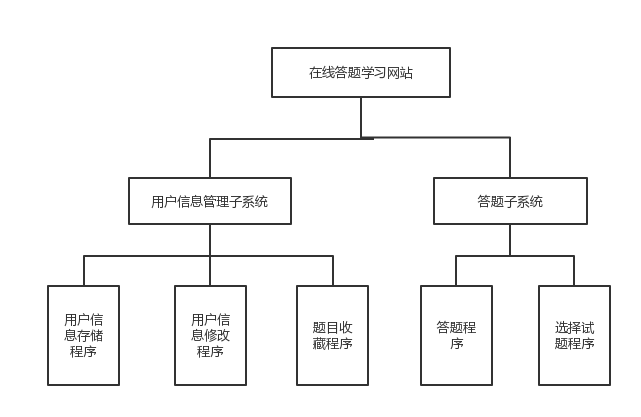 在线答题学习网站
用户信息管理子系统
答题子系统
用户信
息存储
程序
用户信
息修改
程序
题目收
藏程序
答题程
序
选择试
题程序